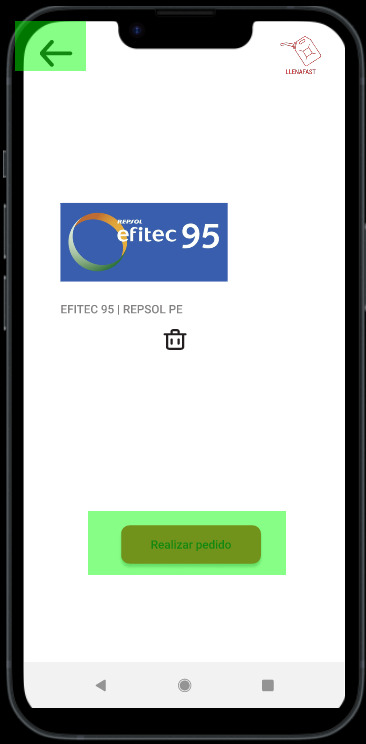 LLENAFAST
REPSOL
efitec 95
EFITEC 95 | REPSOL PE
Realizar pedido